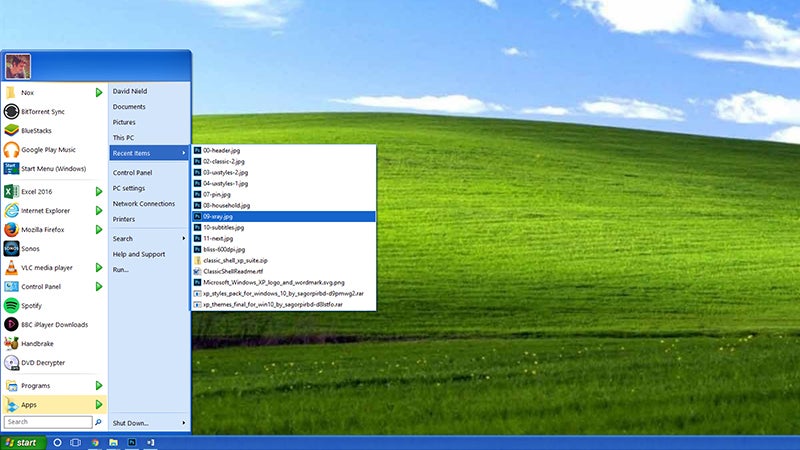 Nox
BitTorrent Sync
BlueStacks
Google Play Music
Start Menu (Windows)
Excel 2016
Internet Explorer
Mozilla Firefox
Sonos
VLC media player
Control Panel
Spotify
BBC iPlayer Downloads
Handbrake
DVD Decrypter
Programs
Apps
Search
David Nield
Documents
Pictures
This PC
Recent Items
Control Panel
PC settings
Network Connections
Printers
Search
Help and Support
Run...
Shut Down...
00-header.jpg
02-classic-2.jpg
03-uxstyles-2.jpg
04-uxstyles-1.jpg
07-pin.jpg
08-household.jpg
09-xray.jpg
10-subtitles.jpg
11-next.jpg
bliss-600dpi.jpg
classic_shell_xp_suite.zip
ClassicShellReadme.rtf
Microsoft_Windows_XP_logo_and_wordmark.svg.png
xp_styles_pack_for_windows_10_by_sagorpirbd-d9pmwg2.rar
xp_themes_final_for_win10_by_sagorpirbd-d8lstfo.rar
start